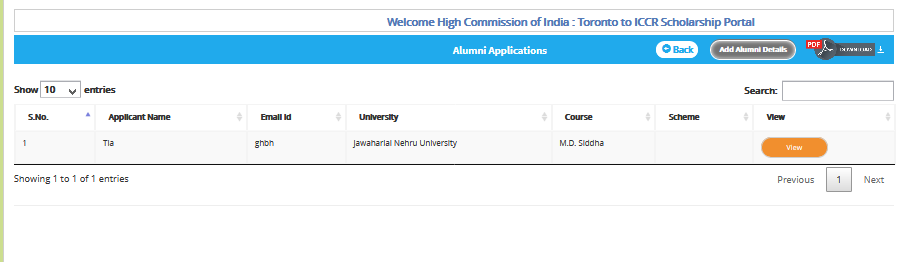 Welcome High Commission of India : Toronto to ICCR Scholarship Portal
Alumni Applications Back Add Alumni Details PDF DOWNLOAD
Show 10 entries Search:
S.No. Applicant Name Email Id University Course Scheme View
1 Tia ghbh Jawaharlal Nehru University M.D. Siddha View
Showing 1 to 1 of 1 entries Previous 1 Next